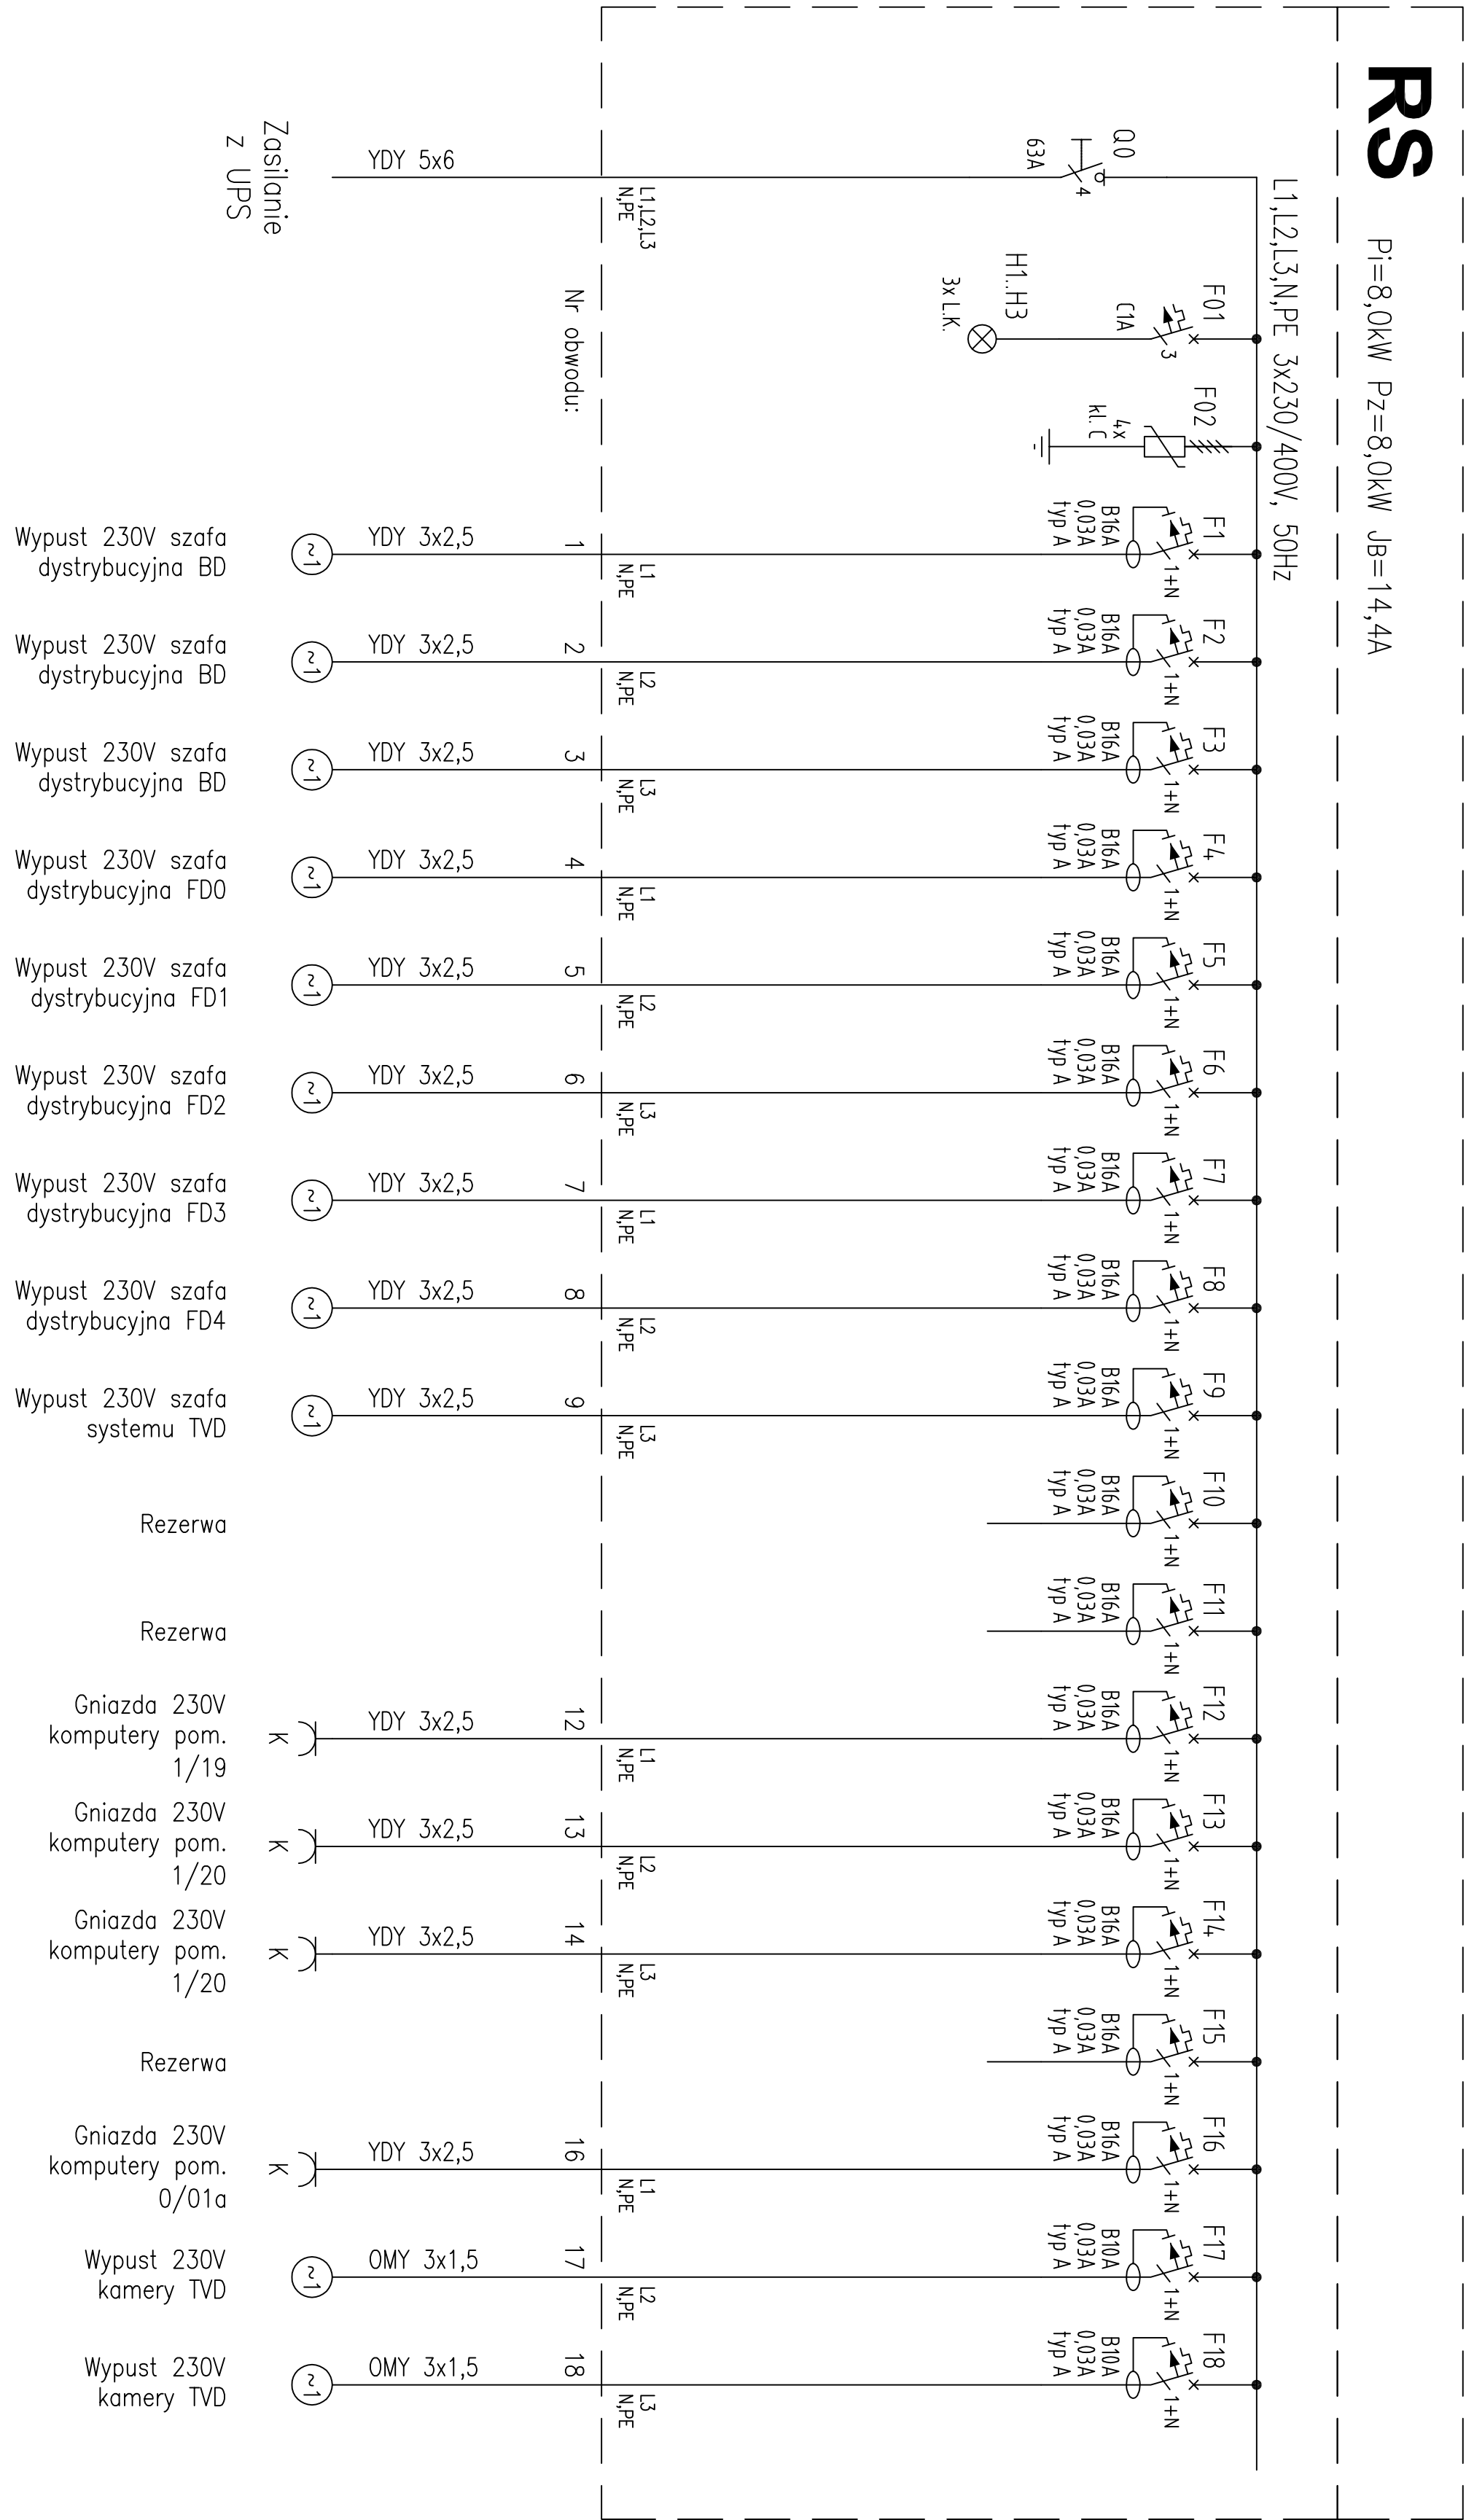 RS
Pi=8,0kW Pz=8,0kW JB=14,4A
L1,L2,L3,N,PE 3x230/400V, 50Hz
Q0
4
63A
L1,L2,L3
N,PE
YDY 5x6
Zasilanie
z UPS
F01
3
C1A
H1..H3
3x L.K.
Nr obwodu:
F02
4x
kl. C
F1
1+N
B16A
0,03A
typ A
L1
N,PE
1
YDY 3x2,5
~1
Wypust 230V szafa
dystrybucyjna BD
F2
1+N
B16A
0,03A
typ A
L2
N,PE
2
YDY 3x2,5
~1
Wypust 230V szafa
dystrybucyjna BD
F3
1+N
B16A
0,03A
typ A
L3
N,PE
3
YDY 3x2,5
~1
Wypust 230V szafa
dystrybucyjna BD
F4
1+N
B16A
0,03A
typ A
L1
N,PE
4
YDY 3x2,5
~1
Wypust 230V szafa
dystrybucyjna FD0
F5
1+N
B16A
0,03A
typ A
L2
N,PE
5
YDY 3x2,5
~1
Wypust 230V szafa
dystrybucyjna FD1
F6
1+N
B16A
0,03A
typ A
L3
N,PE
6
YDY 3x2,5
~1
Wypust 230V szafa
dystrybucyjna FD2
F7
1+N
B16A
0,03A
typ A
L1
N,PE
7
YDY 3x2,5
~1
Wypust 230V szafa
dystrybucyjna FD3
F8
1+N
B16A
0,03A
typ A
L2
N,PE
8
YDY 3x2,5
~1
Wypust 230V szafa
dystrybucyjna FD4
F9
1+N
B16A
0,03A
typ A
L3
N,PE
9
YDY 3x2,5
~1
Wypust 230V szafa
systemu TVD
F10
1+N
B16A
0,03A
typ A
Rezerwa
F11
1+N
B16A
0,03A
typ A
Rezerwa
F12
1+N
B16A
0,03A
typ A
L1
N,PE
12
YDY 3x2,5
K
Gniazda 230V
komputery pom.
1/19
F13
1+N
B16A
0,03A
typ A
L2
N,PE
13
YDY 3x2,5
K
Gniazda 230V
komputery pom.
1/20
F14
1+N
B16A
0,03A
typ A
L3
N,PE
14
YDY 3x2,5
K
Gniazda 230V
komputery pom.
1/20
F15
1+N
B16A
0,03A
typ A
Rezerwa
F16
1+N
B16A
0,03A
typ A
L1
N,PE
16
YDY 3x2,5
K
Gniazda 230V
komputery pom.
0/01a
F17
1+N
B10A
0,03A
typ A
L2
N,PE
17
OMY 3x1,5
~1
Wypust 230V
kamery TVD
F18
1+N
B10A
0,03A
typ A
L3
N,PE
18
OMY 3x1,5
~1
Wypust 230V
kamery TVD